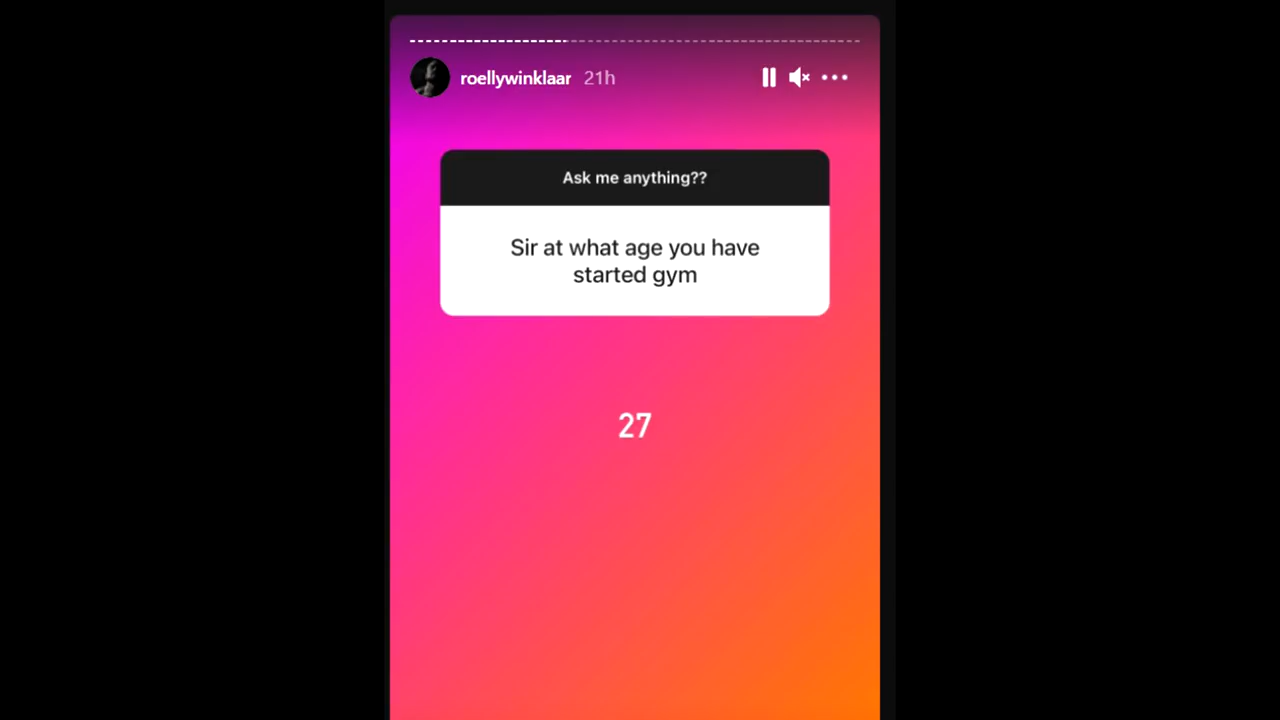 roellywinklaar 21h
Ask me anything??
Sir at what age you have
started gym
27